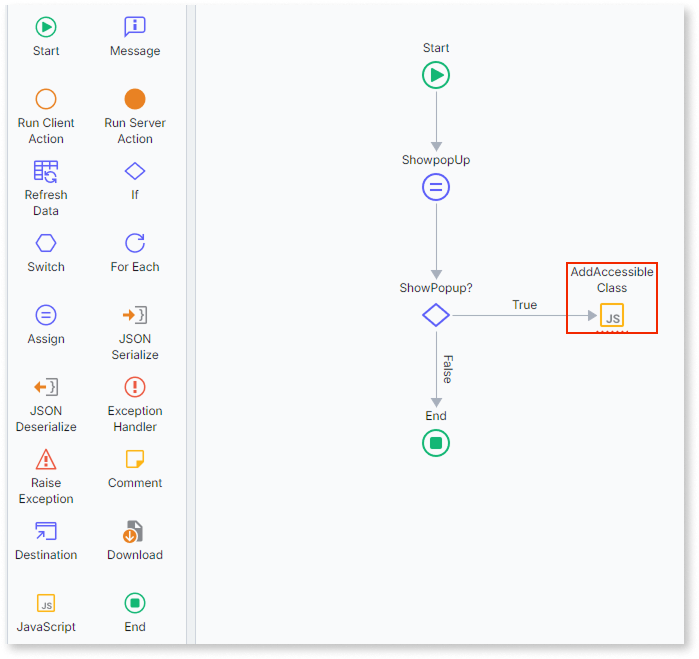 Start
Message
Run Client
Action
Run Server
Action
Refresh
Data
If
Switch
For Each
Assign
JSON
Serialize
JSON
Deserialize
Exception
Handler
Raise
Exception
Comment
Destination
Download
JS
JavaScript
End
Start
ShowpopUp
ShowPopup?
True
AddAccessible
Class
JS
False
End